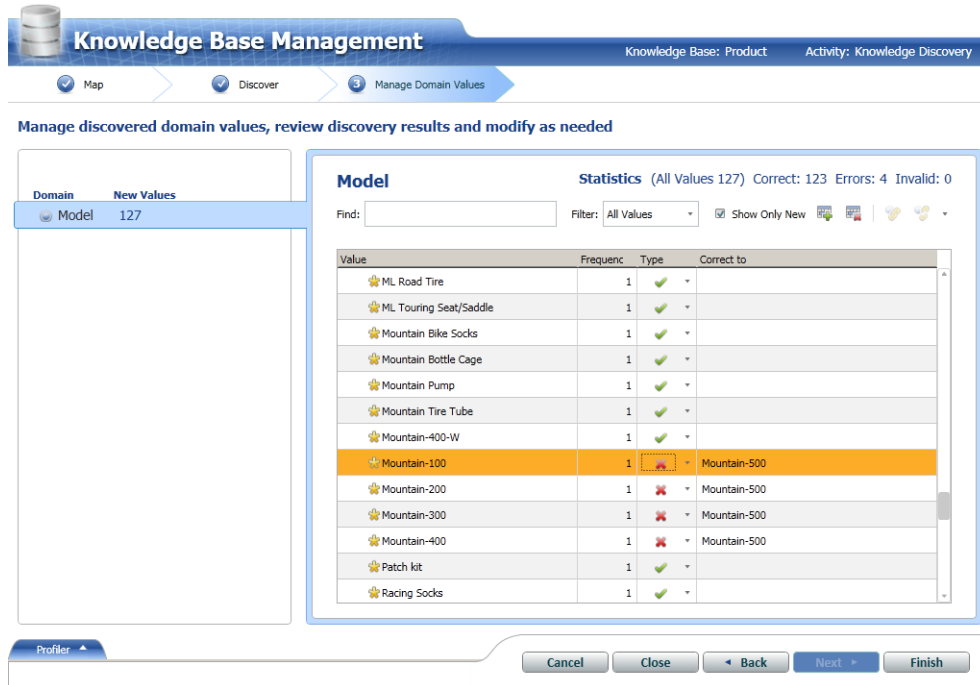 Knowledge Base Management
Knowledge Base: Product Activity: Knowledge Discovery
Map Discover 3 Manage Domain Values
Manage discovered domain values, review discovery results and modify as needed
Domain New Values
Model 127
Model Statistics (All Values 127) Correct: 123 Errors: 4 Invalid: 0
Find: Filter: All Values Show Only New
Value Frequenc Type Correct to
ML Road Tire 1
ML Touring Seat/Saddle 1
Mountain Bike Socks 1
Mountain Bottle Cage 1
Mountain Pump 1
Mountain Tire Tube 1
Mountain-400-W 1
Mountain-100 1 Mountain-500
Mountain-200 1 Mountain-500
Mountain-300 1 Mountain-500
Mountain-400 1 Mountain-500
Patch kit 1
Racing Socks 1
Profiler
Cancel Close Back Next Finish